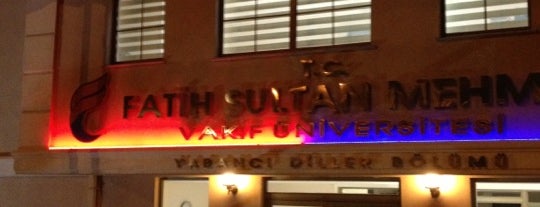 T.C.
FATİH SULTAN MEHM
VAKIF ÜNİVERSİTESİ
YABANCI DİLLER BÖLÜMÜ